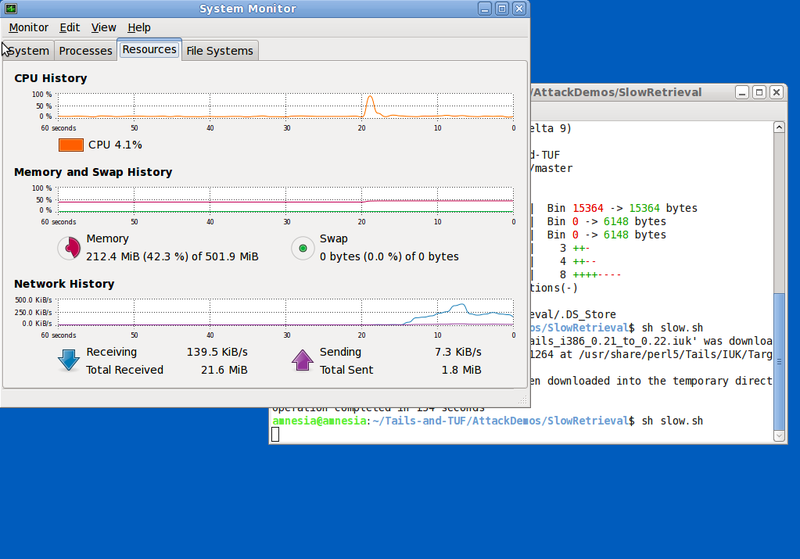 System Monitor
Monitor Edit View Help
System Processes Resources File Systems
CPU History
100 %
50 %
0 %
60 seconds 50 40 30 20 10 0
CPU 4.1%
Memory and Swap History
100 %
50 %
0 %
60 seconds 50 40 30 20 10 0
Memory
212.4 MiB (42.3 %) of 501.9 MiB
Swap
0 bytes (0.0 %) of 0 bytes
Network History
500.0 KiB/s
250.0 KiB/s
0.0 KiB/s
60 seconds 50 40 30 20 10 0
Receiving 139.5 KiB/s
Total Received 21.6 MiB
Sending 7.3 KiB/s
Total Sent 1.8 MiB
/AttackDemos/SlowRetrieval
elta 9)
d-TUF
/master
| Bin 15364 -> 15364 bytes
| Bin 0 -> 6148 bytes
| Bin 0 -> 6148 bytes
| 3 ++-
| 4 ++--
| 8 ++++----
tions(-)
eval/.DS_Store
os/SlowRetrieval$ sh slow.sh
ails_i386_0.21_to_0.22.iuk' was downloa
1264 at /usr/share/perl5/Tails/IUK/Targ
en downloaded into the temporary direct
operation completed in 154 seconds
amnesia@amnesia:~/Tails-and-TUF/AttackDemos/SlowRetrieval$ sh slow.sh